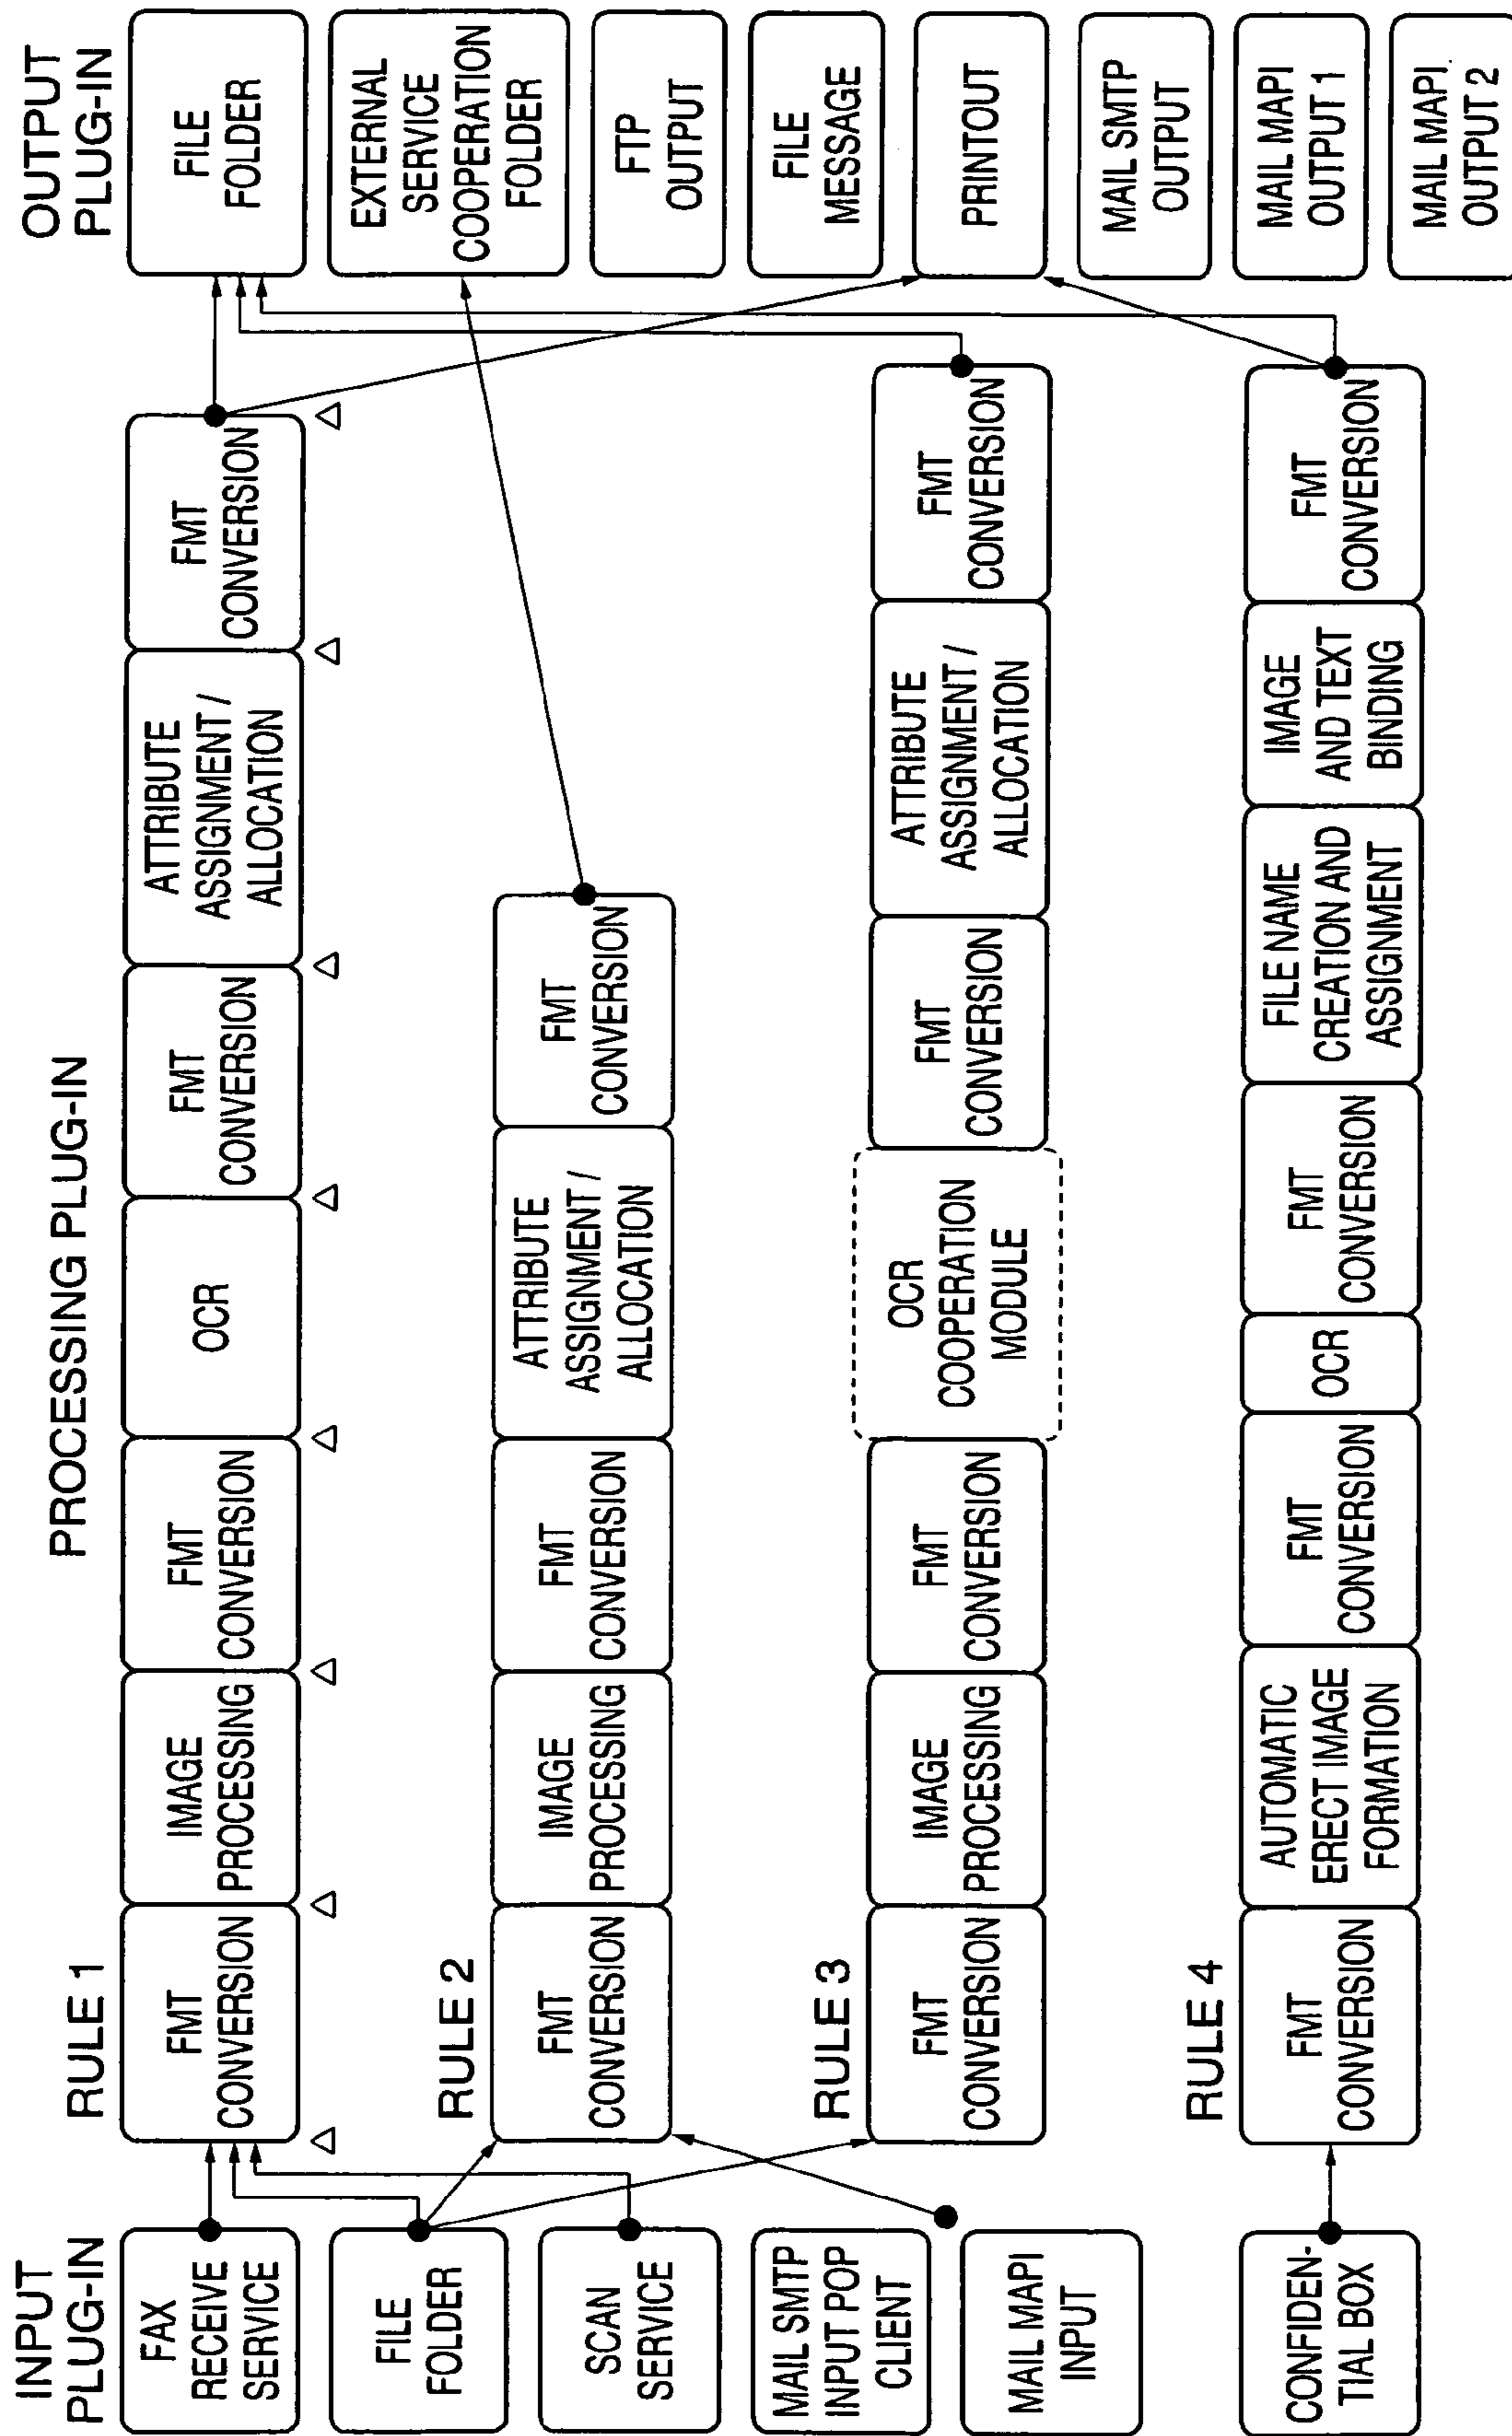 INPUT
PLUG-IN
FAX
RECEIVE
SERVICE
FILE
FOLDER
SCAN
SERVICE
MAIL SMTP
INPUT POP
CLIENT
MAIL MAPI
INPUT
CONFIDEN-
TIAL BOX
PROCESSING PLUG-IN
RULE 1
FMT
CONVERSION
IMAGE
PROCESSING
FMT
CONVERSION
OCR
FMT
CONVERSION
ATTRIBUTE
ASSIGNMENT /
ALLOCATION
FMT
CONVERSION
RULE 2
FMT
CONVERSION
IMAGE
PROCESSING
FMT
CONVERSION
ATTRIBUTE
ASSIGNMENT /
ALLOCATION
FMT
CONVERSION
RULE 3
FMT
CONVERSION
IMAGE
PROCESSING
FMT
CONVERSION
OCR
COOPERATION
MODULE
FMT
CONVERSION
ATTRIBUTE
ASSIGNMENT /
ALLOCATION
FMT
CONVERSION
RULE 4
FMT
CONVERSION
AUTOMATIC
ERECT IMAGE
FORMATION
FMT
CONVERSION
OCR
FMT
CONVERSION
FILE NAME
CREATION AND
ASSIGNMENT
IMAGE
AND TEXT
BINDING
FMT
CONVERSION
OUTPUT
PLUG-IN
FILE
FOLDER
EXTERNAL
SERVICE
COOPERATION
FOLDER
FTP
OUTPUT
FILE
MESSAGE
PRINTOUT
MAIL SMTP
OUTPUT
MAIL MAPI
OUTPUT 1
MAIL MAPI
OUTPUT 2